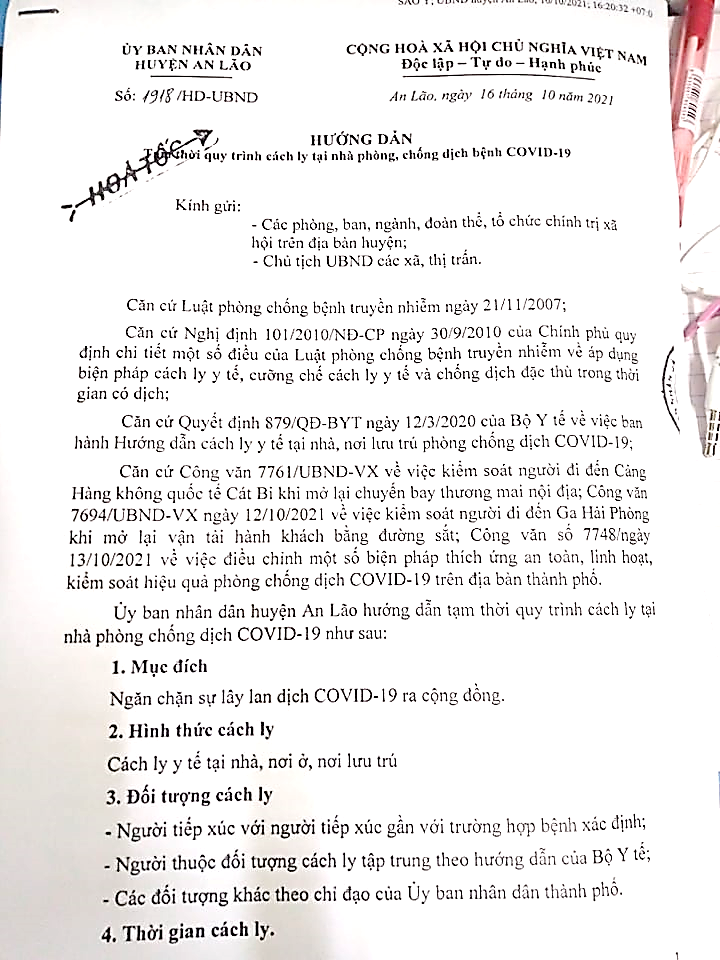 SAO Y; UBND huyện An Lão; 16/10/2021; 16:20:32 +07:0
ỦY BAN NHÂN DÂN
HUYỆN AN LÃO
CỘNG HOÀ XÃ HỘI CHỦ NGHĨA VIỆT NAM
Độc lập – Tự do – Hạnh phúc
Số: 1918/HD-UBND
An Lão, ngày 16 tháng 10 năm 2021
HOẢ TỐC
HƯỚNG DẪN
thời quy trình cách ly tại nhà phòng, chống dịch bệnh COVID-19
Kính gửi:
- Các phòng, ban, ngành, đoàn thể, tổ chức chính trị xã
hội trên địa bàn huyện;
- Chủ tịch UBND các xã, thị trấn.
Căn cứ Luật phòng chống bệnh truyền nhiễm ngày 21/11/2007;
Căn cứ Nghị định 101/2010/NĐ-CP ngày 30/9/2010 của Chính phủ quy
định chi tiết một số điều của Luật phòng chống bệnh truyền nhiễm về áp dụng
biện pháp cách ly y tế, cưỡng chế cách ly y tế và chống dịch đặc thù trong thời
gian có dịch;
Căn cứ Quyết định 879/QĐ-BYT ngày 12/3/2020 của Bộ Y tế về việc ban
hành Hướng dẫn cách ly y tế tại nhà, nơi lưu trú phòng chống dịch COVID-19;
Căn cứ Công văn 7761/UBND-VX về việc kiểm soát người đi đến Cảng
Hàng không quốc tế Cát Bi khi mở lại chuyến bay thương mai nội địa; Công văn
7694/UBND-VX ngày 12/10/2021 về việc kiểm soát người đi đến Ga Hải Phòng
khi mở lại vận tải hành khách bằng đường sắt; Công văn số 7748/ngày
13/10/2021 về việc điều chỉnh một số biện pháp thích ứng an toàn, linh hoạt,
kiểm soát hiệu quả phòng chống dịch COVID-19 trên địa bàn thành phố.
Ủy ban nhân dân huyện An Lão hướng dẫn tạm thời quy trình cách ly tại
nhà phòng chống dịch COVID-19 như sau:
1. Mục đích
Ngăn chặn sự lây lan dịch COVID-19 ra cộng đồng.
2. Hình thức cách ly
Cách ly y tế tại nhà, nơi ở, nơi lưu trú
3. Đối tượng cách ly
- Người tiếp xúc với người tiếp xúc gần với trường hợp bệnh xác định;
- Người thuộc đối tượng cách ly tập trung theo hướng dẫn của Bộ Y tế;
- Các đối tượng khác theo chỉ đạo của Ủy ban nhân dân thành phố.
4. Thời gian cách ly.
1